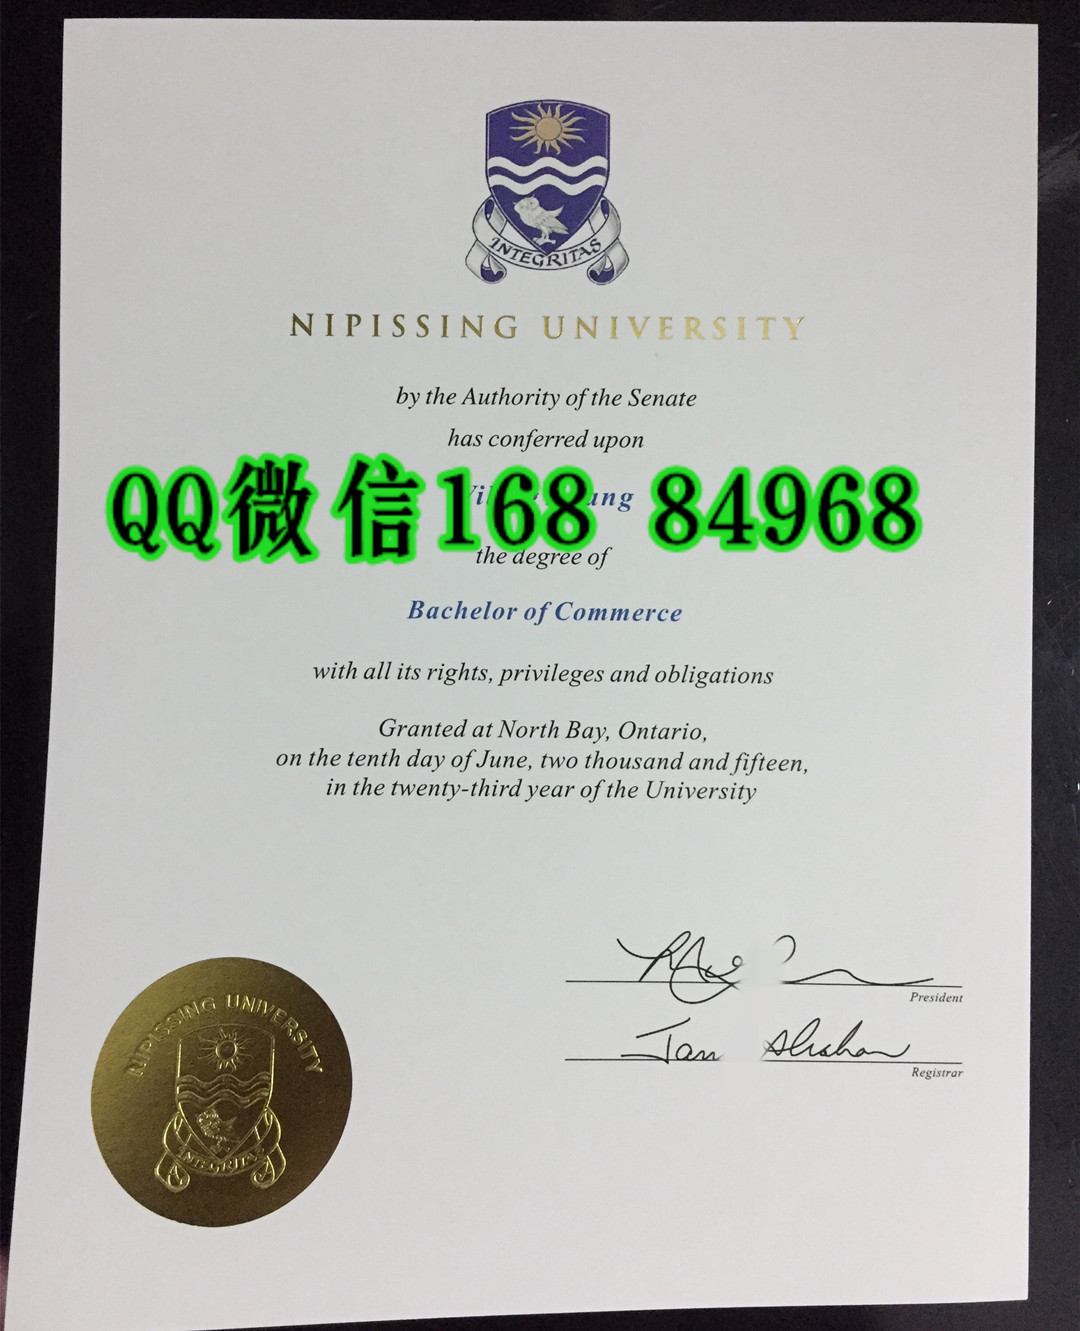 INTEGRITAS
NIPISSING UNIVERSITY
by the Authority of the Senate
has conferred upon
QQ微信168 84968
the degree of
Bachelor of Commerce
with all its rights, privileges and obligations
Granted at North Bay, Ontario,
on the tenth day of June, two thousand and fifteen,
in the twenty-third year of the University
President
Jan
Registrar
NIPISSING UNIVERSITY
INTEGRITAS